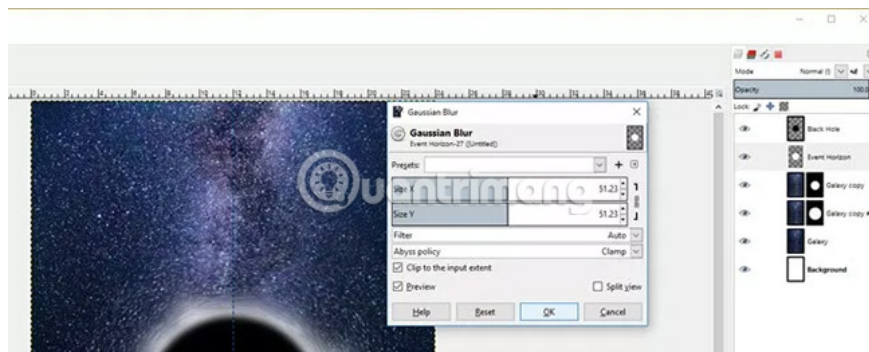 Gaussian Blur
Gaussian Blur
Event Horizon-27 ([Untitled])
Presets:
Size X 51.23
Size Y 51.23
Filter Auto
Abyss policy Clamp
Clip to the input extent
Preview Split view
Help Reset OK Cancel
Quantrimang
Mode Normal
Opacity 100.0
Lock:
Black Hole
Event Horizon
Galaxy copy
Galaxy copy
Galaxy
Background